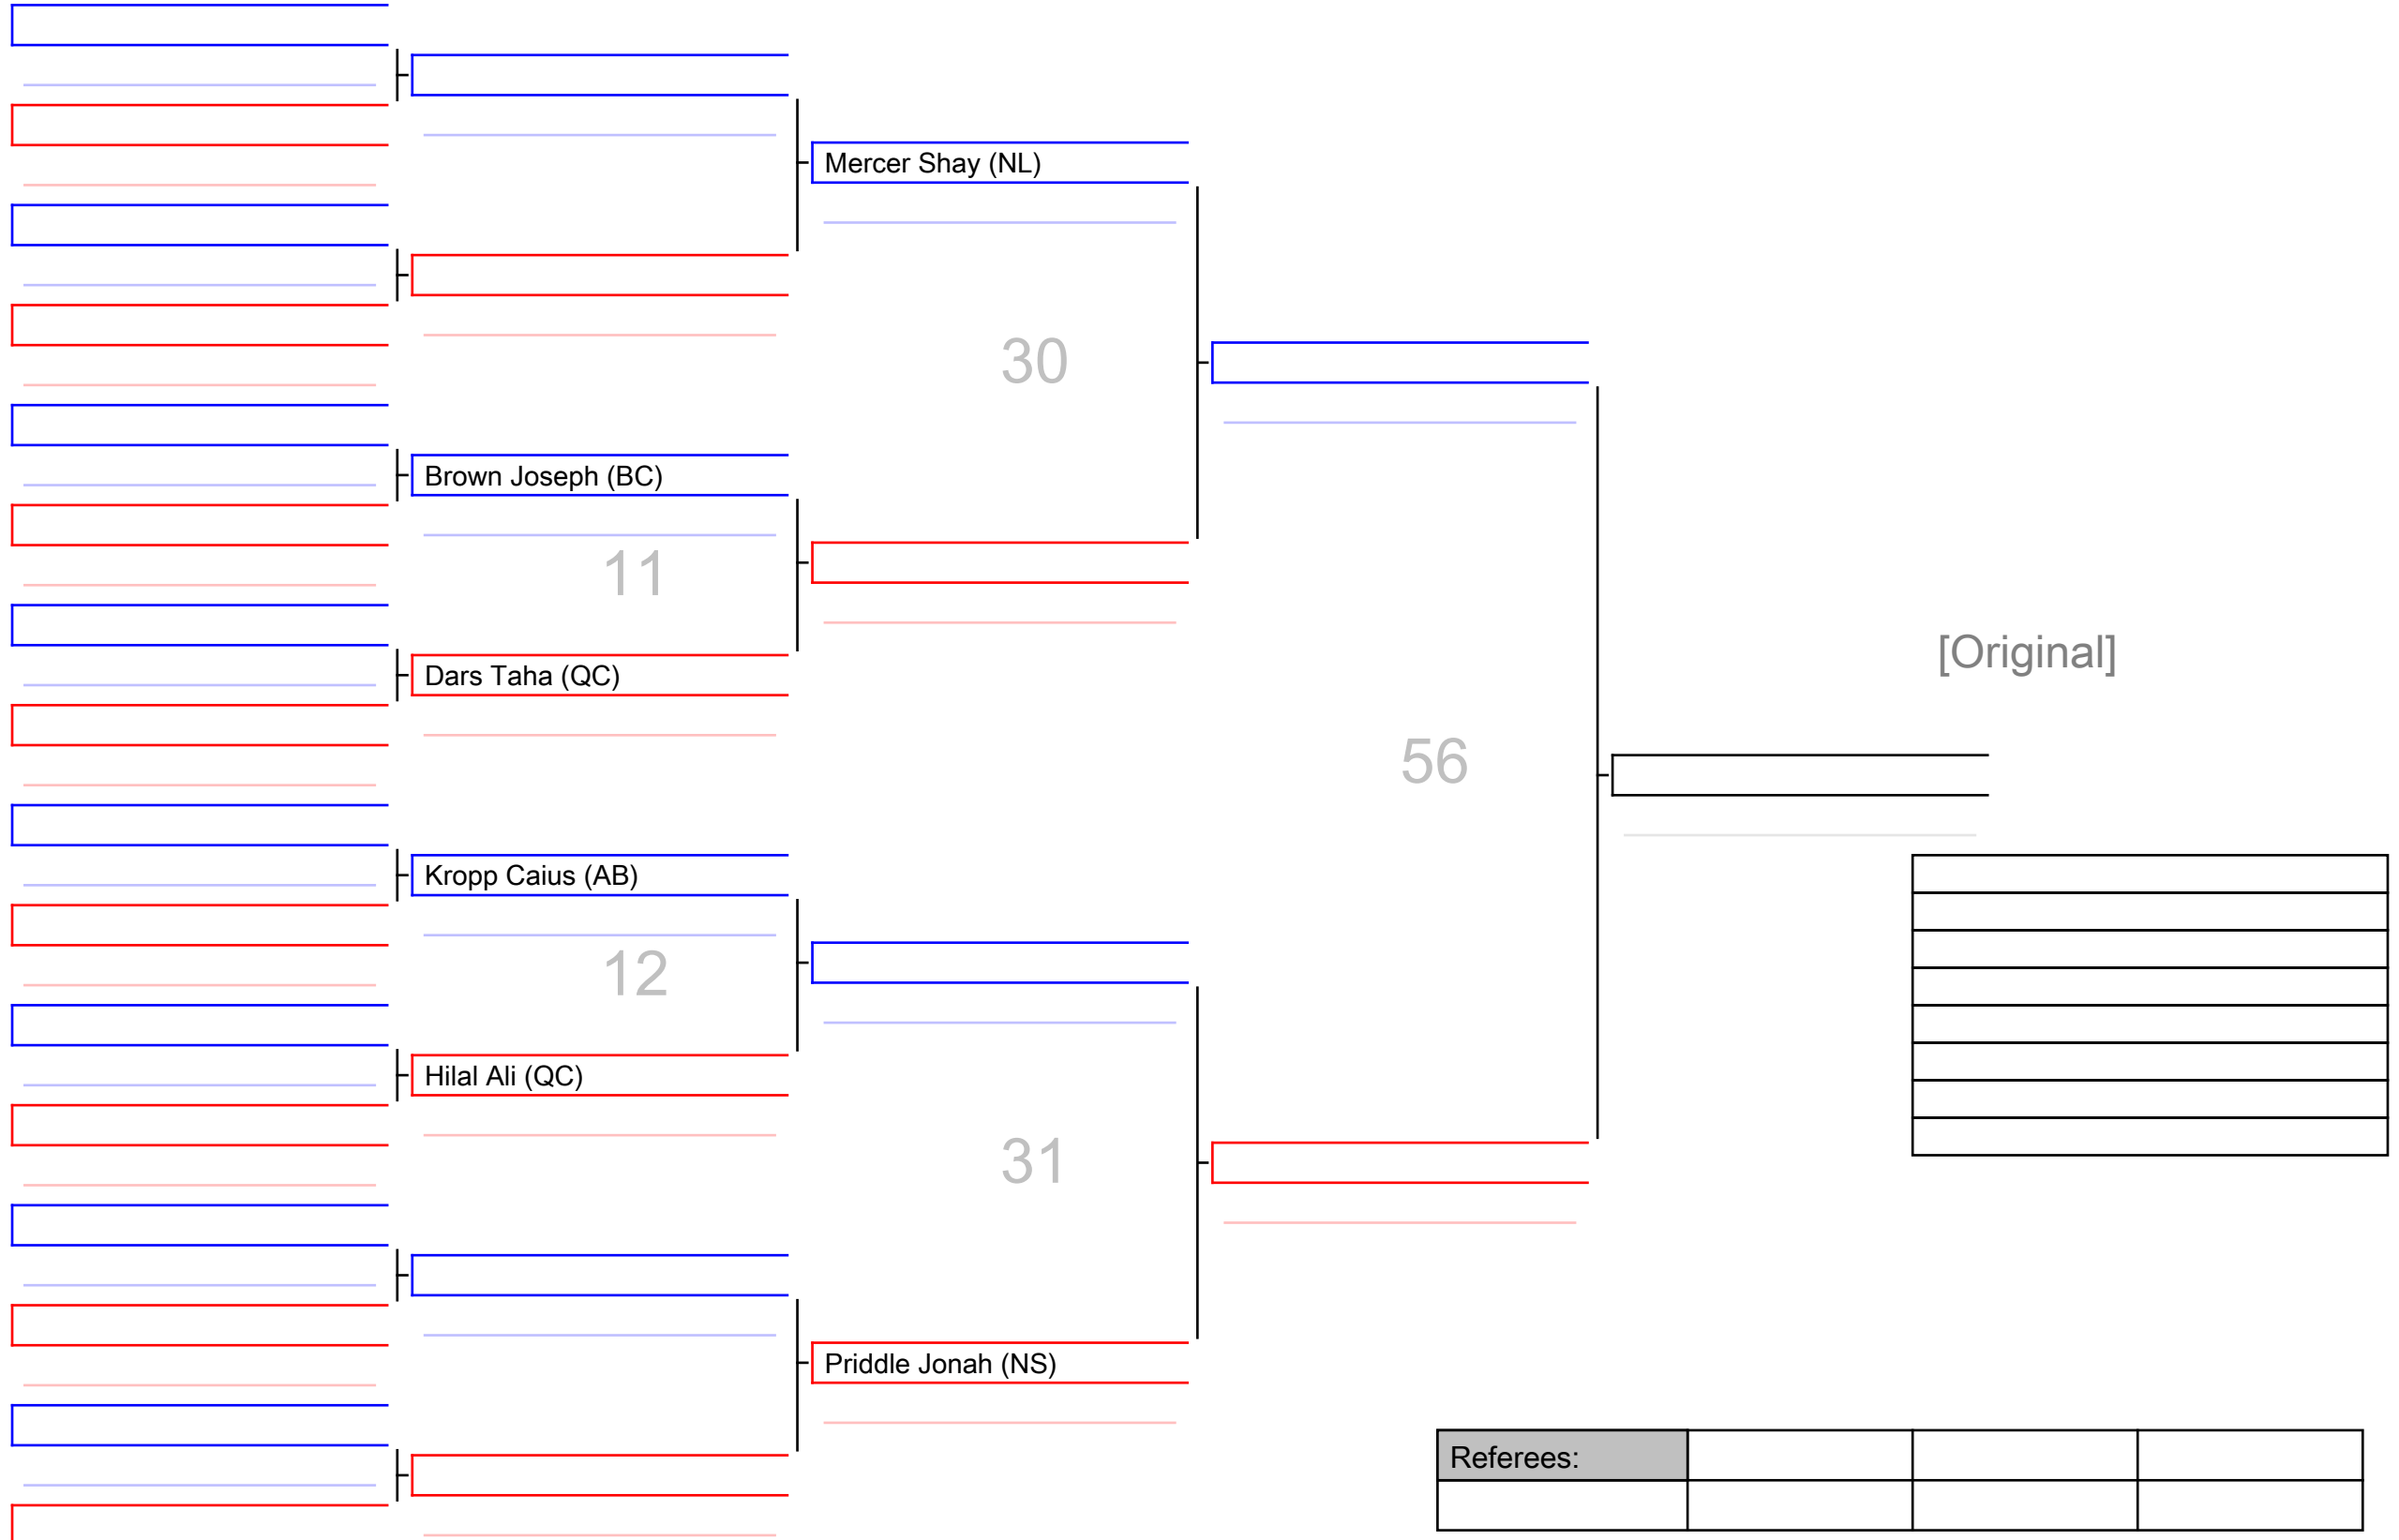 Mercer Shay (NL)
30
Brown Joseph (BC)
11
Dars Taha (QC)
[Original]
56
Kropp Caius (AB)
12
Hilal Ali (QC)
31
Priddle Jonah (NS)
Referees: